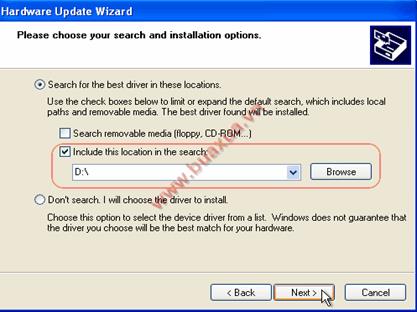 Hardware Update Wizard
Please choose your search and installation options.
Search for the best driver in these locations.
Use the check boxes below to limit or expand the default search, which includes local
paths and removable media. The best driver found will be installed.
Search removable media (floppy, CD-ROM...)
Include this location in the search:
D:\
Browse
Don't search. I will choose the driver to install.
Choose this option to select the device driver from a list. Windows does not guarantee that
the driver you choose will be the best match for your hardware.
< Back
Next >
Cancel
www.buaxua.vn